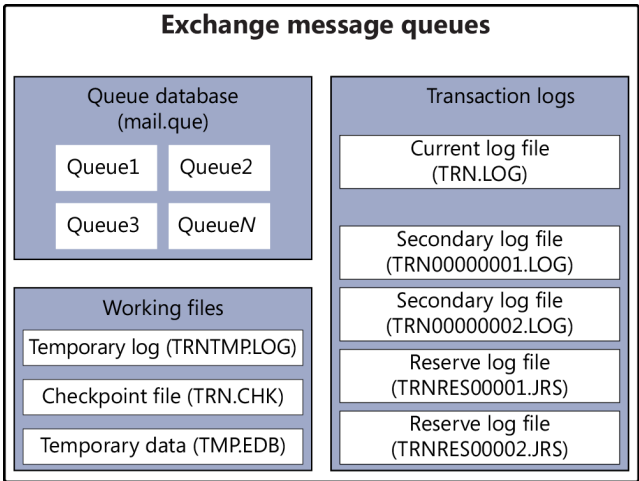 Exchange message queues
Queue database
(mail.que)
Queue1
Queue2
Queue3
QueueN
Working files
Temporary log (TRNTMP.LOG)
Checkpoint file (TRN.CHK)
Temporary data (TMP.EDB)
Transaction logs
Current log file
(TRN.LOG)
Secondary log file
(TRN00000001.LOG)
Secondary log file
(TRN00000002.LOG)
Reserve log file
(TRNRES00001.JRS)
Reserve log file
(TRNRES00002.JRS)